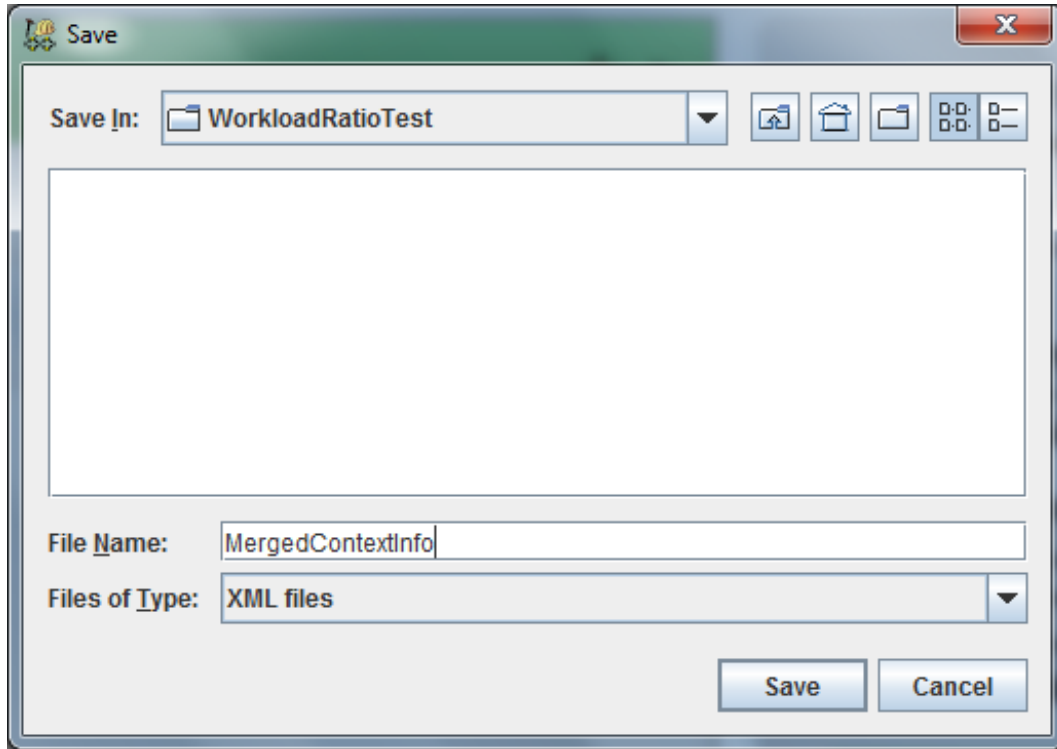 Save
Save In: WorkloadRatioTest
File Name: MergedContextInfo
Files of Type: XML files
Save Cancel